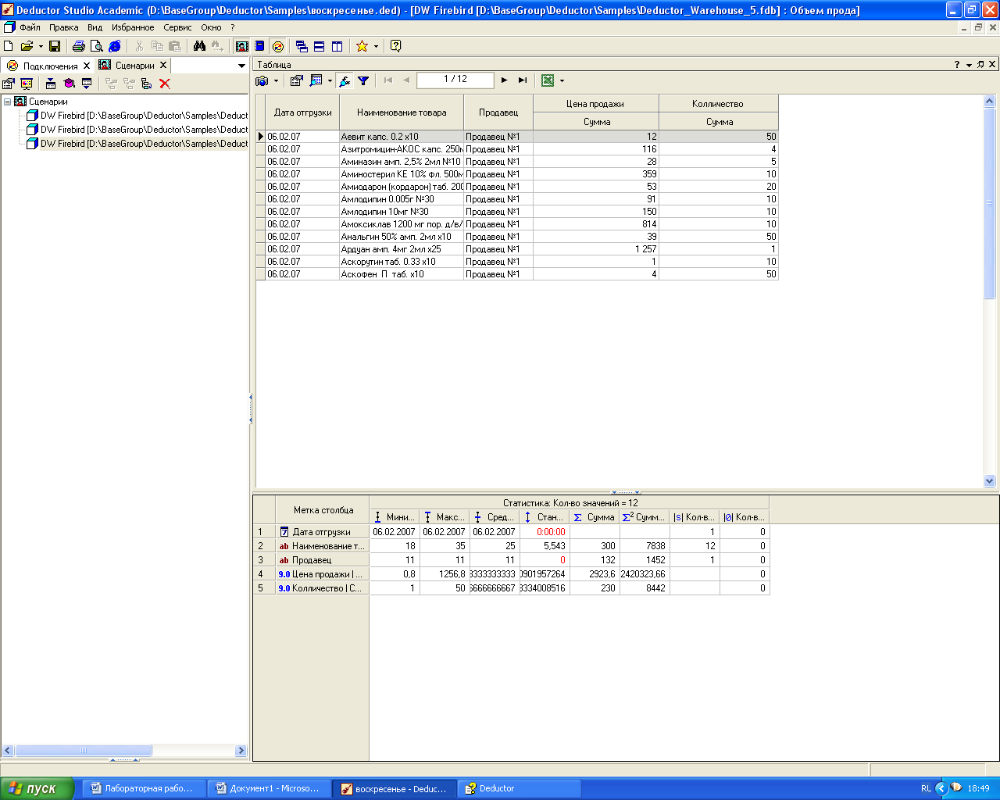 Deductor Studio Academic (D:\BaseGroup\Deductor\Samples\воскресенье.ded) - [DW Firebird [D:\BaseGroup\Deductor\Samples\Deductor_Warehouse_5.fdb] : Объем прода]
Файл Правка Вид Избранное Сервис Окно ?
Подключения X Сценарии X
Сценарии
DW Firebird [D:\BaseGroup\Deductor\Samples\Deduct
DW Firebird [D:\BaseGroup\Deductor\Samples\Deduct
DW Firebird [D:\BaseGroup\Deductor\Samples\Deduct
Таблица
1 / 12
Дата отгрузки Наименование товара Продавец Цена продажи Колличество
Сумма Сумма
06.02.07 Аевит капс. 0.2 x10 Продавец №1 12 50
06.02.07 Азитромицин-АКОС капс. 250м Продавец №1 116 4
06.02.07 Аминазин амп. 2,5% 2мл №10 Продавец №1 28 5
06.02.07 Аминостерил КЕ 10% фл. 500м Продавец №1 359 10
06.02.07 Амиодарон (кордарон) таб. 200 Продавец №1 53 20
06.02.07 Амлодипин 0.005г №30 Продавец №1 91 10
06.02.07 Амлодипин 10мг №30 Продавец №1 150 10
06.02.07 Амоксиклав 1200 мг пор. д/в/ Продавец №1 814 10
06.02.07 Анальгин 50% амп. 2мл x10 Продавец №1 39 50
06.02.07 Ардуан амп. 4мг 2мл x25 Продавец №1 1 257 1
06.02.07 Аскорутин таб. 0.33 x10 Продавец №1 1 10
06.02.07 Аскофен П таб. x10 Продавец №1 4 50
Метка столбца Статистика: Кол-во значений = 12
Мини... Макс... Сред... Стан... Σ Сумма Σ² Сумм... |s| Кол-в... |0| Кол-в...
1 7 Дата отгрузки 06.02.2007 06.02.2007 06.02.2007 0:00:00 1 0
2 ab Наименование т... 18 35 25 5,543 300 7838 12 0
3 ab Продавец 11 11 11 0 132 1452 1 0
4 9.0 Цена продажи | ... 0,8 1256,8 3333333333 0901957264 2923,6 2420323,66 0
5 9.0 Колличество | С... 1 50 6666666667 3334008516 230 8442 0
пуск Лабораторная рабо... Документ1 - Microso... воскресенье - Deduc... Deductor RL 18:49